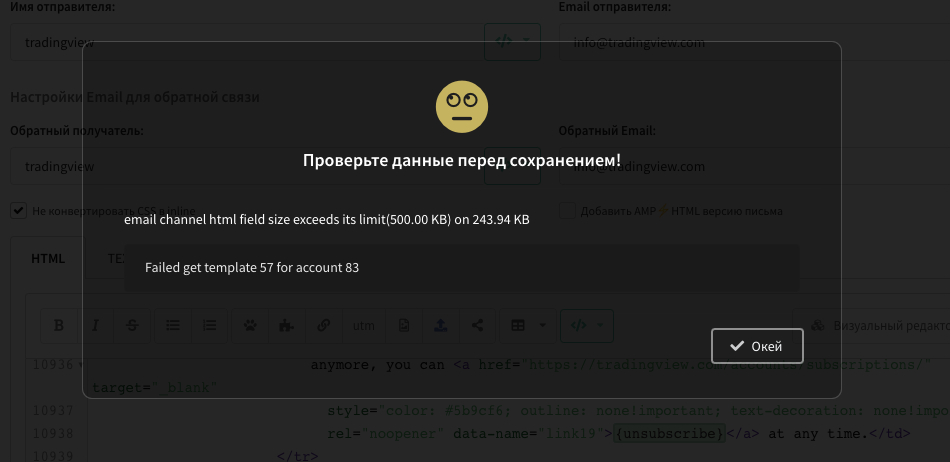 Имя отправителя:
Email отправителя:
tradingview
</>
info@tradingview.com
Настройки Email для обратной связи
Обратный получатель:
Обратный Email:
Проверьте данные перед сохранением!
tradingview
info@tradingview.com
Не конвертировать CSS в inline
Добавить AMP⚡HTML версию письма
email channel html field size exceeds its limit(500.00 KB) on 243.94 KB
HTML
Failed get template 57 for account 83
B I S utm </>
Визуальный редакто
Окей
10936 anymore, you can <a href="https://tradingview.com/accounts/subscriptions/"
target="_blank"
10937 style="color: #5b9cf6; outline: none!important; text-decoration: none!impo
10938 rel="noopener" data-name="link19">{unsubscribe}</a> at any time.</td>
10939 </tr>